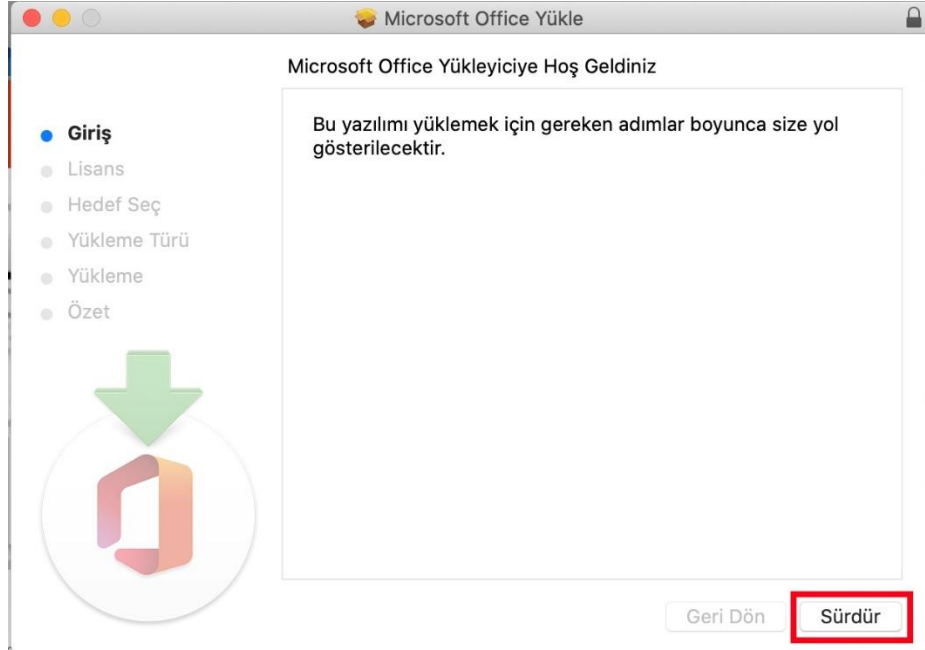 Microsoft Office Yükle
Microsoft Office Yükleyiciye Hoş Geldiniz
Giriş
Lisans
Hedef Seç
Yükleme Türü
Yükleme
Özet
Bu yazılımı yüklemek için gereken adımlar boyunca size yol
gösterilecektir.
Geri Dön
Sürdür